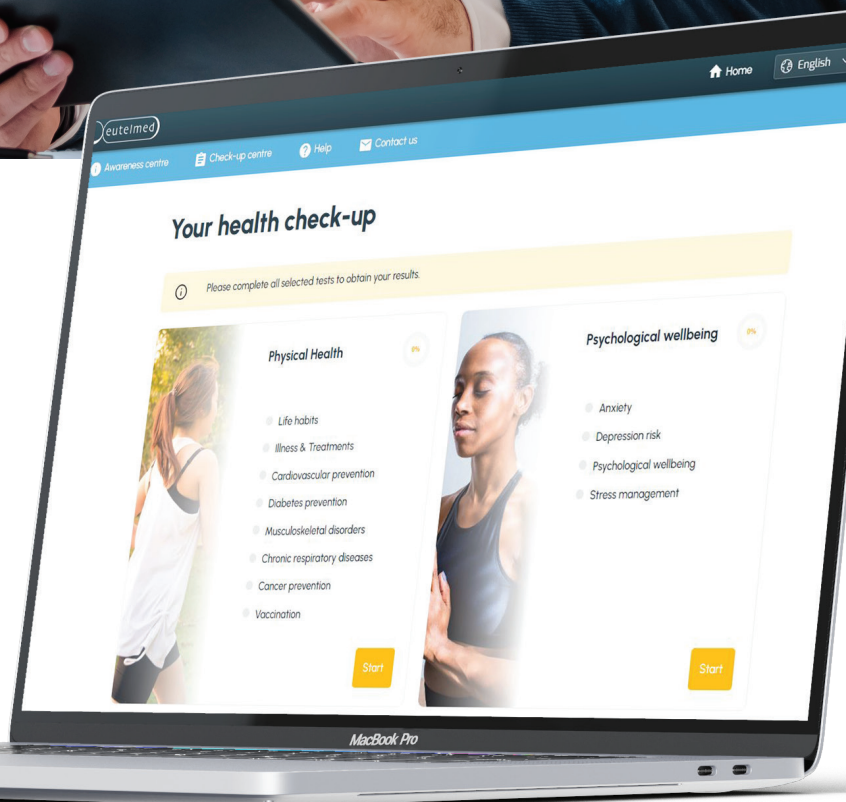 eutelmed
Home
English
Awareness centre
Check-up centre
Help
Contact us
Your health check-up
Please complete all selected tests to obtain your results.
Physical Health
0%
Life habits
Illness & Treatments
Cardiovascular prevention
Diabetes prevention
Musculoskeletal disorders
Chronic respiratory diseases
Cancer prevention
Vaccination
Start
Psychological wellbeing
0%
Anxiety
Depression risk
Psychological wellbeing
Stress management
Start
MacBook Pro